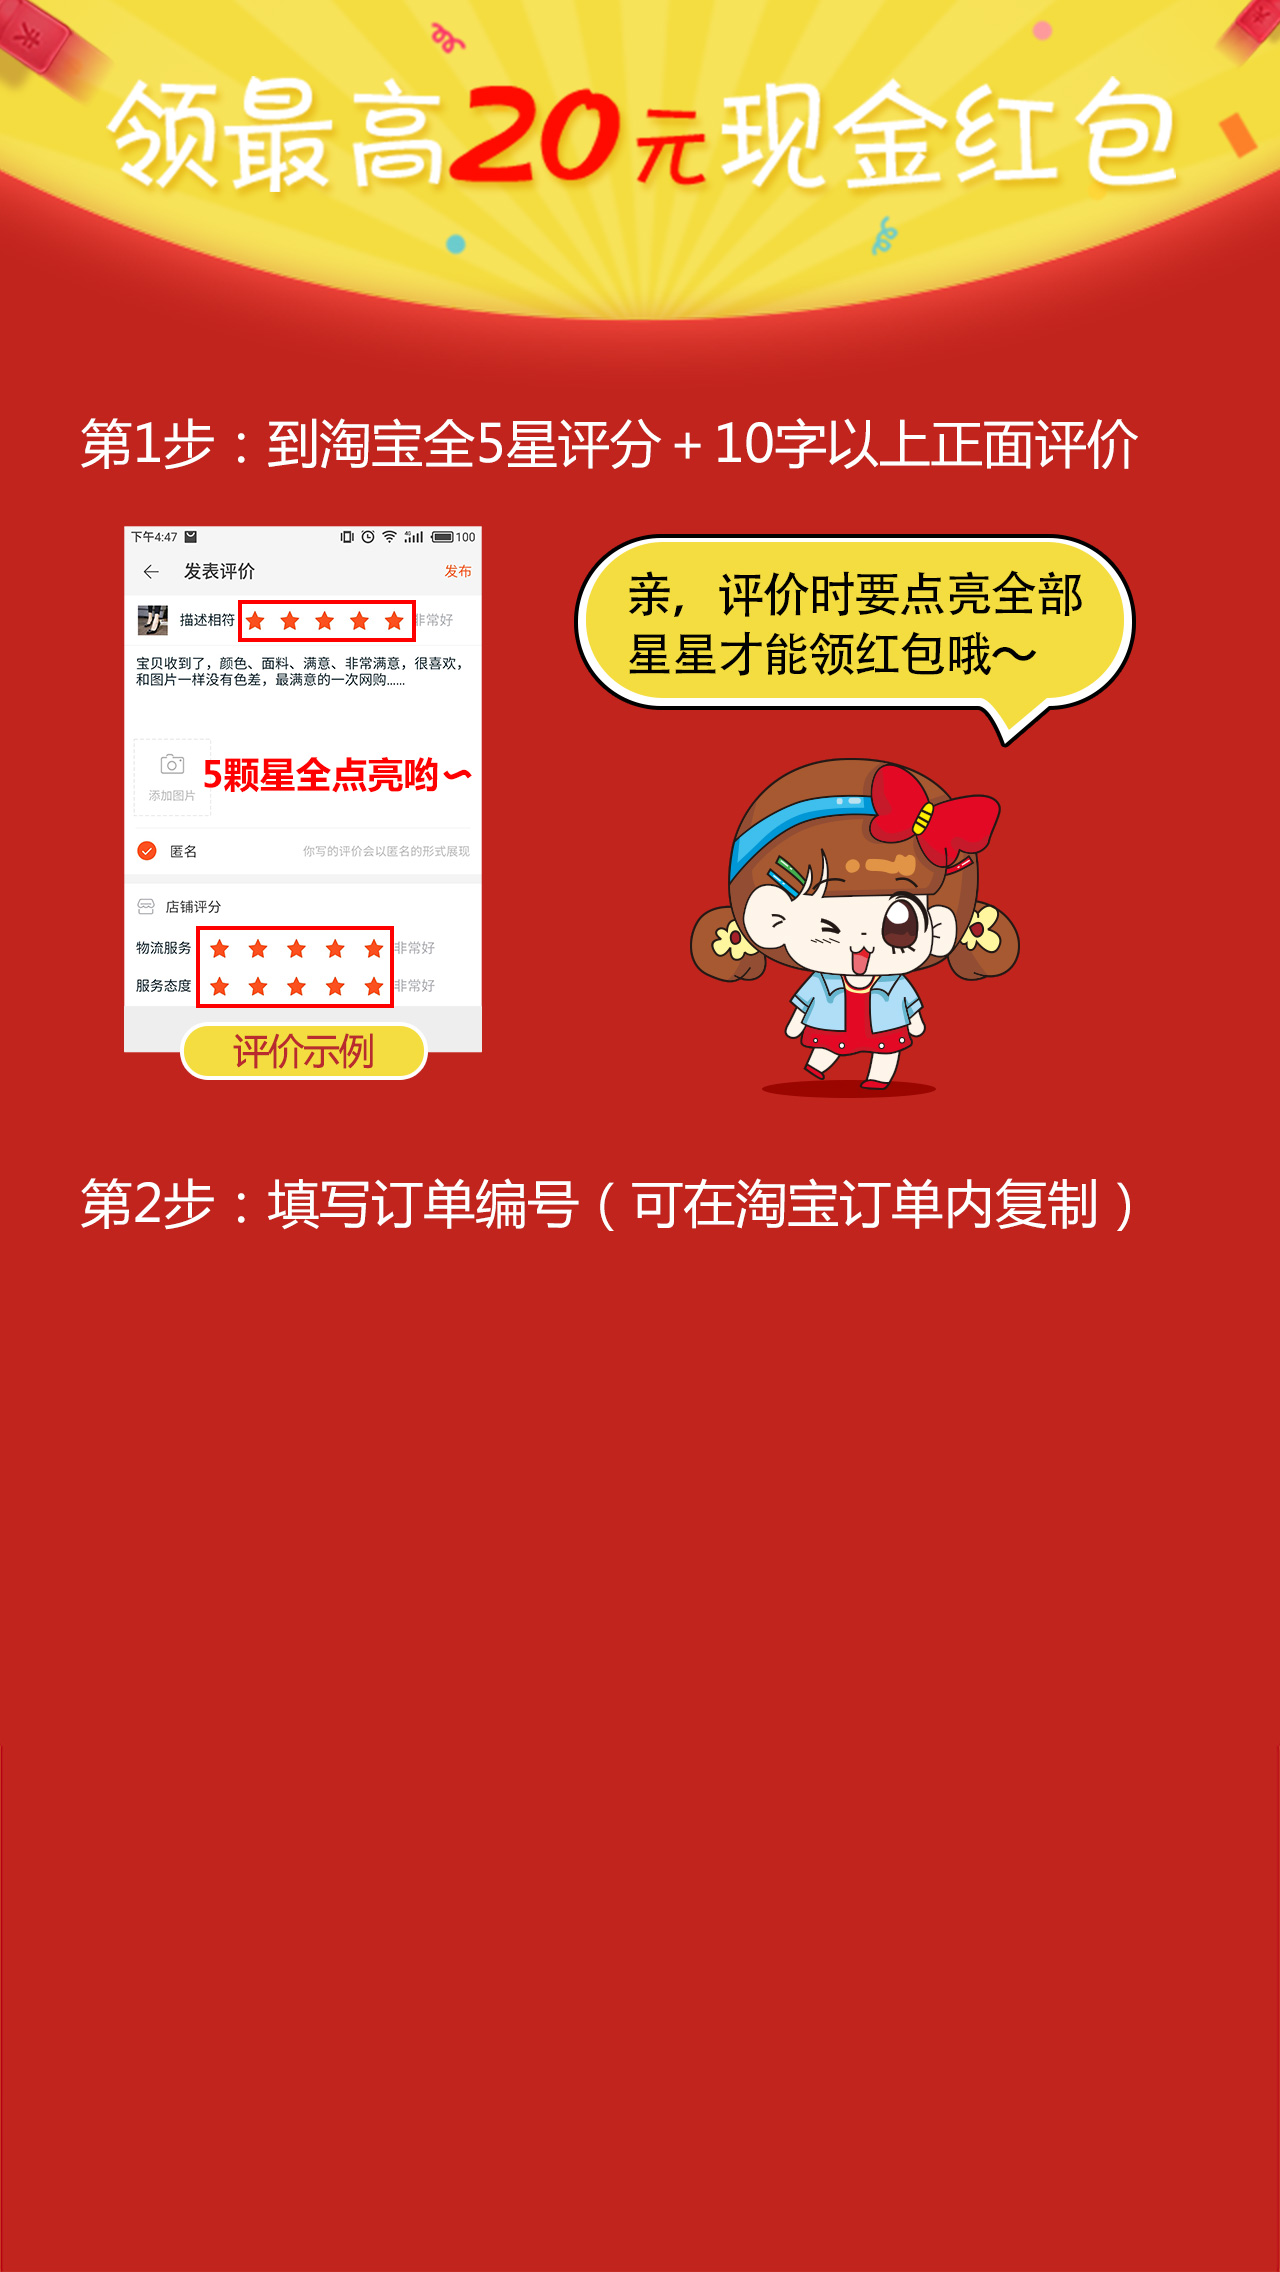 领最高20元现金红包
第1步：到淘宝全5星评分＋10字以上正面评价
下午4:47
100
发表评价
发布
描述相符
非常好
宝贝收到了，颜色、面料、满意、非常满意，很喜欢，
和图片一样没有色差，最满意的一次网购......
5颗星全点亮哟~
添加图片
匿名
你写的评价会以匿名的形式展现
店铺评分
物流服务
非常好
服务态度
非常好
评价示例
亲，评价时要点亮全部
星星才能领红包哦～
第2步：填写订单编号（可在淘宝订单内复制）